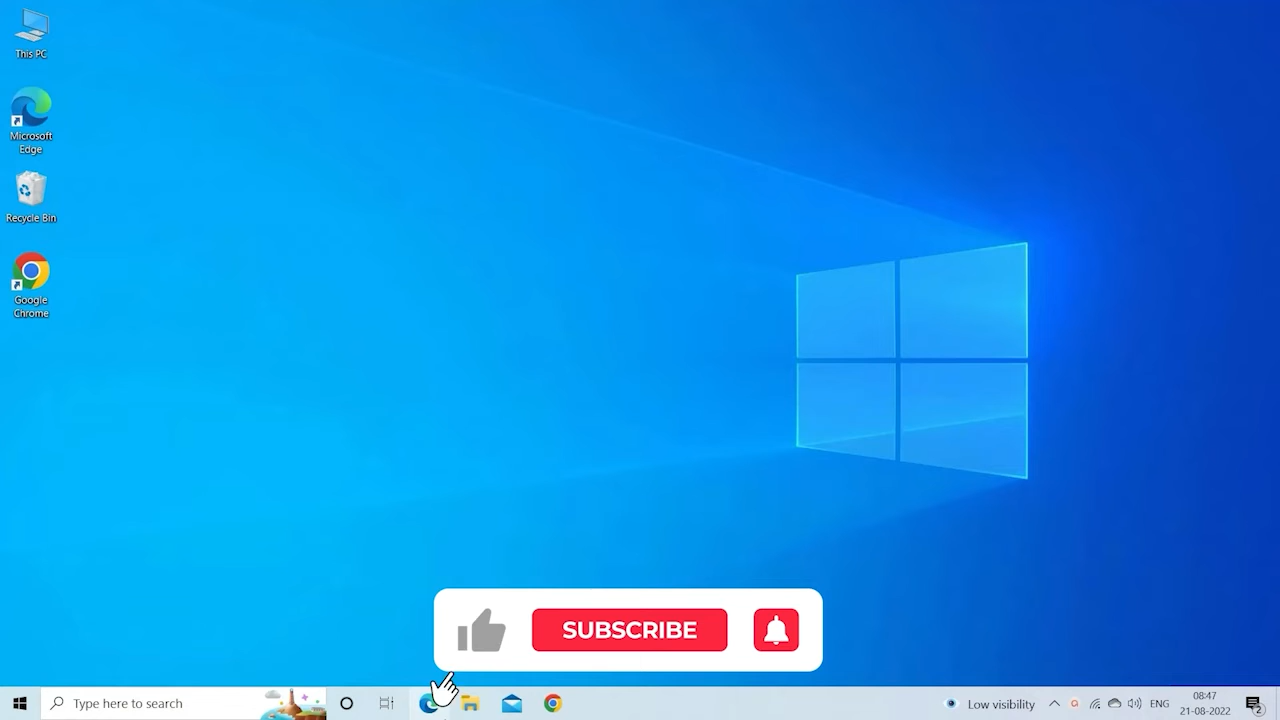 This PC
Microsoft
Edge
Recycle Bin
Google
Chrome
SUBSCRIBE
Type here to search
Low visibility
ENG
08:47
21-08-2022
2